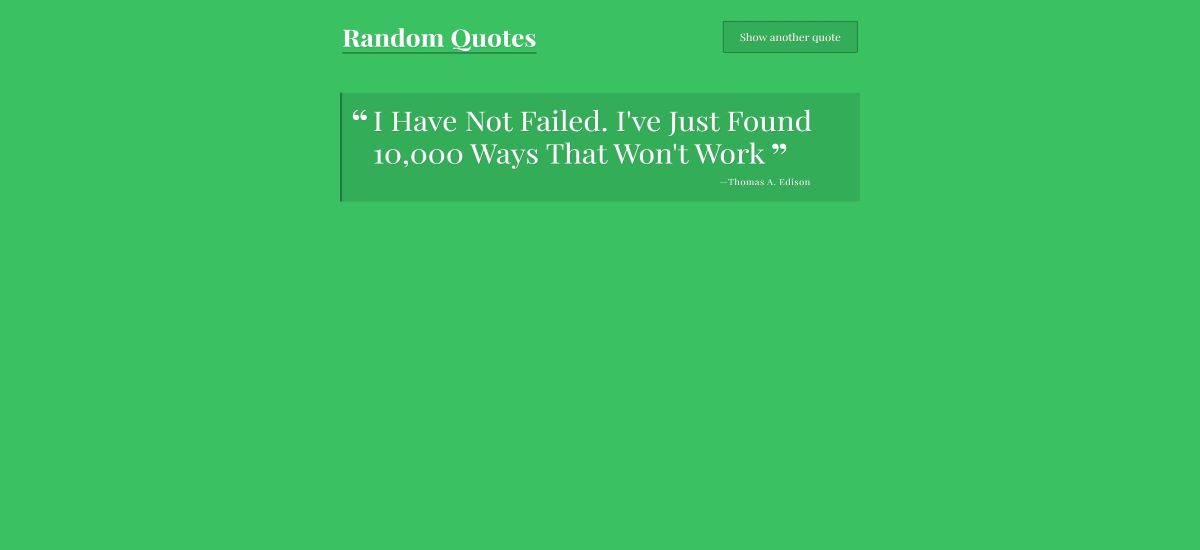 Random Quotes
Show another quote
“ I Have Not Failed. I've Just Found
10,000 Ways That Won't Work ”
—Thomas A. Edison